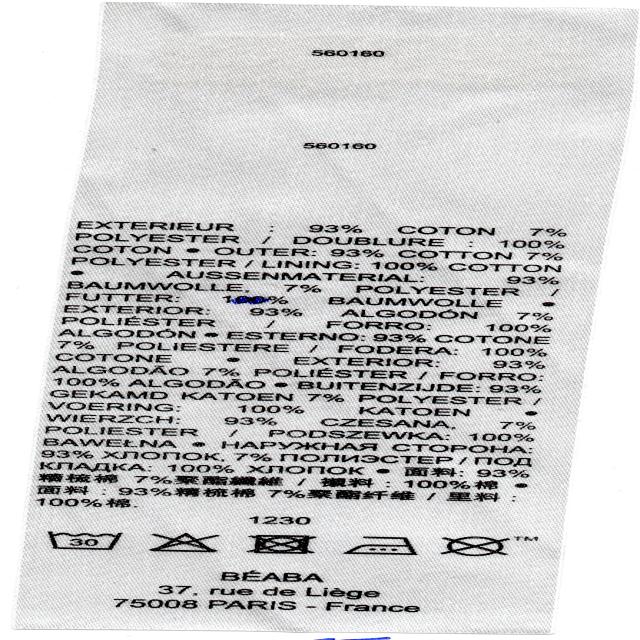 560160
560160
EXTERIEUR : 93% COTON 7%
POLYESTER / DOUBLURE : 100%
COTON • OUTER: 93% COTTON 7%
POLYESTER / LINING: 100% COTTON
• AUSSENMATERIAL: 93%
BAUMWOLLE, 7% POLYESTER /
FUTTER: 100% BAUMWOLLE •
EXTERIOR: 93% ALGODÓN 7%
POLIÉSTER / FORRO: 100%
ALGODÓN • ESTERNO: 93% COTONE
7% POLIESTERE / FODERA: 100%
COTONE • EXTERIOR: 93%
ALGODÃO 7% POLIÉSTER / FORRO:
100% ALGODÃO • BUITENZIJDE: 93%
GEKAMD KATOEN 7% POLYESTER /
VOERING: 100% KATOEN •
WIERZCH: 93% CZESANA, 7%
POLIESTER / PODSZEWKA: 100%
BAWEŁNA • НАРУЖНАЯ СТОРОНА:
93% ХЛОПОК, 7% ПОЛИЭСТЕР / ПОД
КЛАДКА: 100% ХЛОПОК • 面料: 93%
精梳棉 7%聚酯纖維 / 襯料 : 100%棉 •
面料 : 93%精梳棉 7%聚酯纤维 / 里料 :
100%棉.
1230
30
TM
BÉABA
37, rue de Liège
75008 PARIS - France